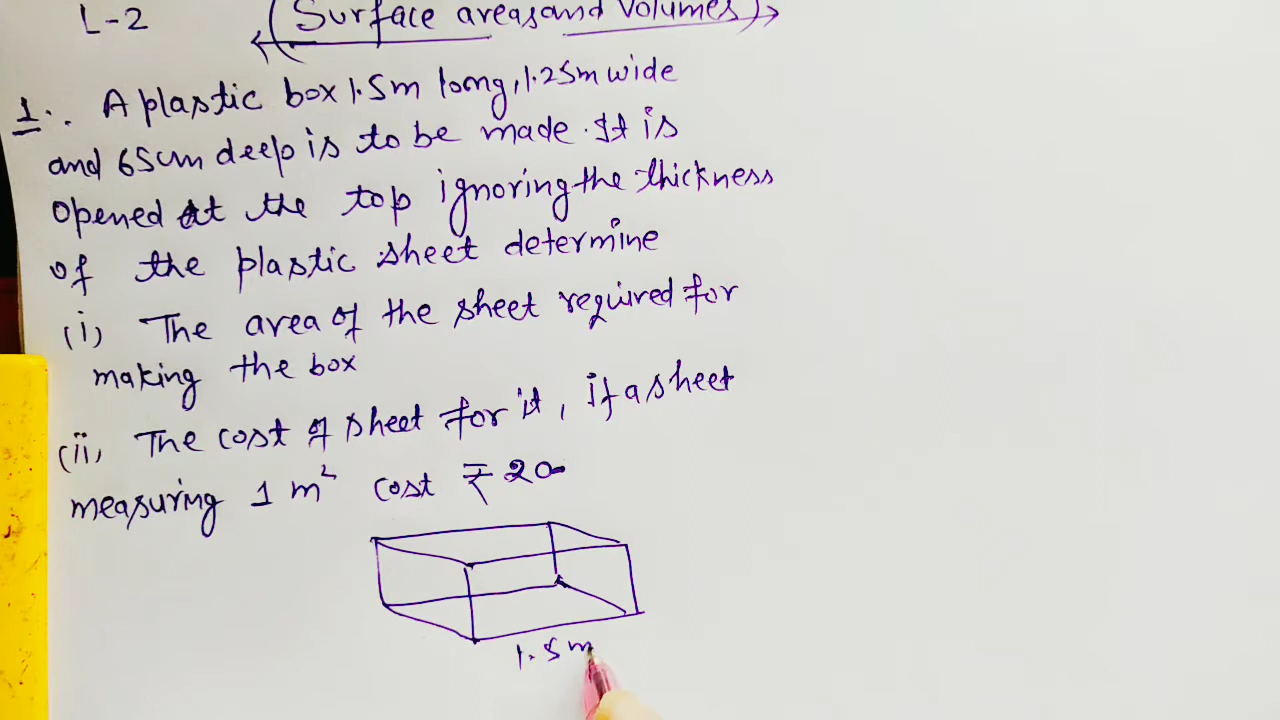 L-2 (Surface areas and Volumes)
1. A plastic box 1.5m long, 1.25m wide
and 65cm deep is to be made. It is
opened at the top ignoring the thickness
of the plastic sheet determine
(i) The area of the sheet required for
making the box
(ii) The cost of sheet for it, if a sheet
measuring 1 m² cost ₹ 20
1.5m